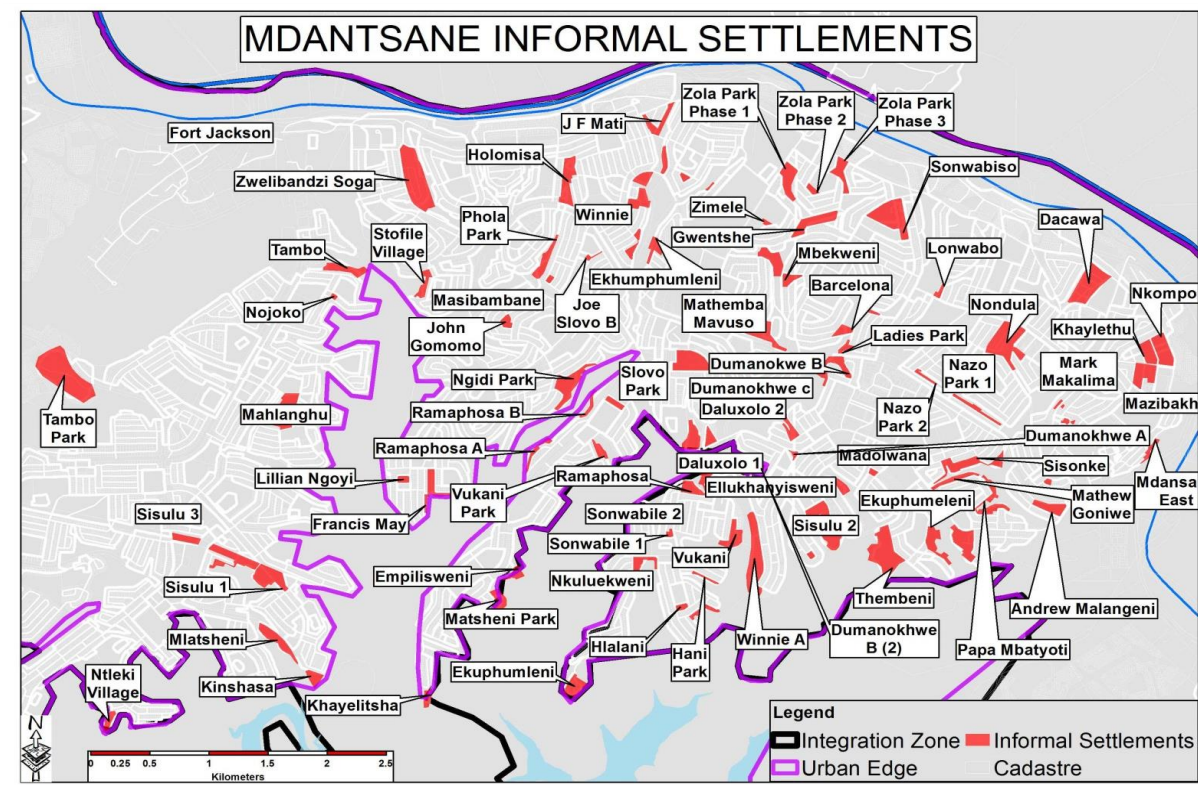 MDANTSANE INFORMAL SETTLEMENTS
Fort Jackson
J F Mati
Zola Park
Phase 1
Zola Park
Phase 2
Zola Park
Phase 3
Holomisa
Zwelibandzi Soga
Sonwabiso
Phola
Park
Winnie
Zimele
Dacawa
Stofile
Village
Gwentshe
Tambo
Lonwabo
Mbekweni
Ekhumphumleni
Barcelona
Nkompo
Masibambane
Nojoko
Joe
Slovo B
Mathemba
Mavuso
Nondula
John
Gomomo
Khaylethu
Ladies Park
Slovo
Park
Dumanokwe B
Nazo
Park 1
Mark
Makalima
Ngidi Park
Dumanokhwe c
Tambo
Park
Mahlanghu
Ramaphosa B
Daluxolo 2
Nazo
Park 2
Mazibakh
Dumanokhwe A
Ramaphosa A
Madolwana
Daluxolo 1
Sisonke
Lillian Ngoyi
Vukani
Park
Ramaphosa
Ellukhanyisweni
Mdansa
East
Ekuphumeleni
Mathew
Goniwe
Francis May
Sonwabile 2
Sisulu 3
Sisulu 2
Sonwabile 1
Vukani
Empilisweni
Nkuluekweni
Sisulu 1
Thembeni
Andrew Malangeni
Matsheni Park
Mlatsheni
Hlalani
Hani
Park
Winnie A
Dumanokhwe
B (2)
Papa Mbatyoti
Ntleki
Village
Kinshasa
Ekuphumleni
Khayelitsha
N
0 0.25 0.5 1 1.5 2 2.5
Kilometers
Legend
Integration Zone
Informal Settlements
Urban Edge
Cadastre